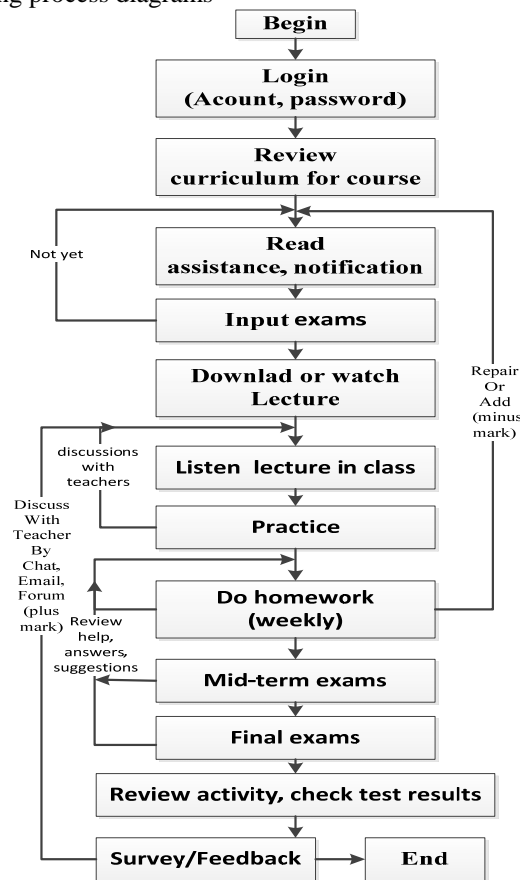 ng process diagrams
Begin
Login
(Acount, password)
Review
curriculum for course
Not yet
Read
assistance, notification
Input exams
Downlad or watch
Lecture
Repair
Or
Add
(minus
mark)
discussions
with
teachers
Listen lecture in class
Practice
Discuss
With
Teacher
By
Chat,
Email,
Forum
(plus
mark)
Review
help,
answers,
suggestions
Do homework
(weekly)
Mid-term exams
Final exams
Review activity, check test results
Survey/Feedback
End